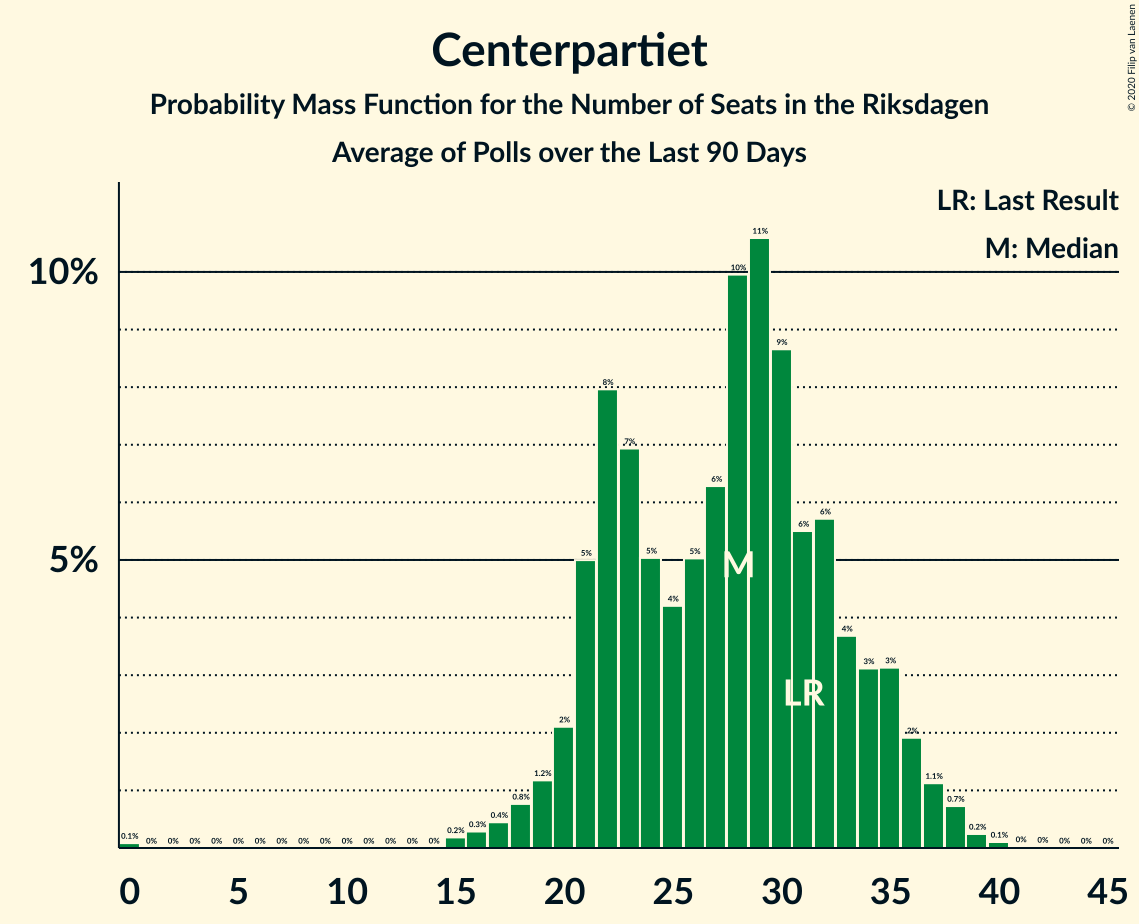 Centerpartiet
Probability Mass Function for the Number of Seats in the Riksdagen
Average of Polls over the Last 90 Days
© 2020 Filip van Laenen
LR: Last Result
M: Median
10%
5%
0.1% 0% 0% 0% 0% 0% 0% 0% 0% 0% 0% 0% 0% 0% 0% 0.2% 0.3% 0.4% 0.8% 1.2% 2% 5% 8% 7% 5% 4% 5% 6% 10% 11% 9% 6% 6% 4% 3% 3% 2% 1.1% 0.7% 0.2% 0.1% 0% 0% 0% 0% 0%
M
LR
0 5 10 15 20 25 30 35 40 45